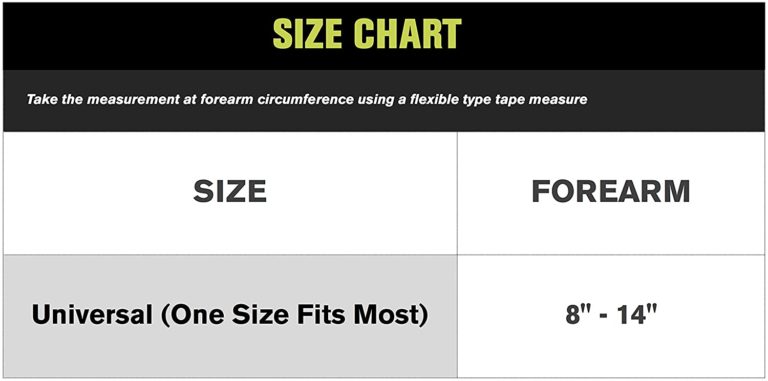 SIZE CHART
Take the measurement at forearm circumference using a flexible type tape measure
SIZE
FOREARM
Universal (One Size Fits Most)
8" - 14"